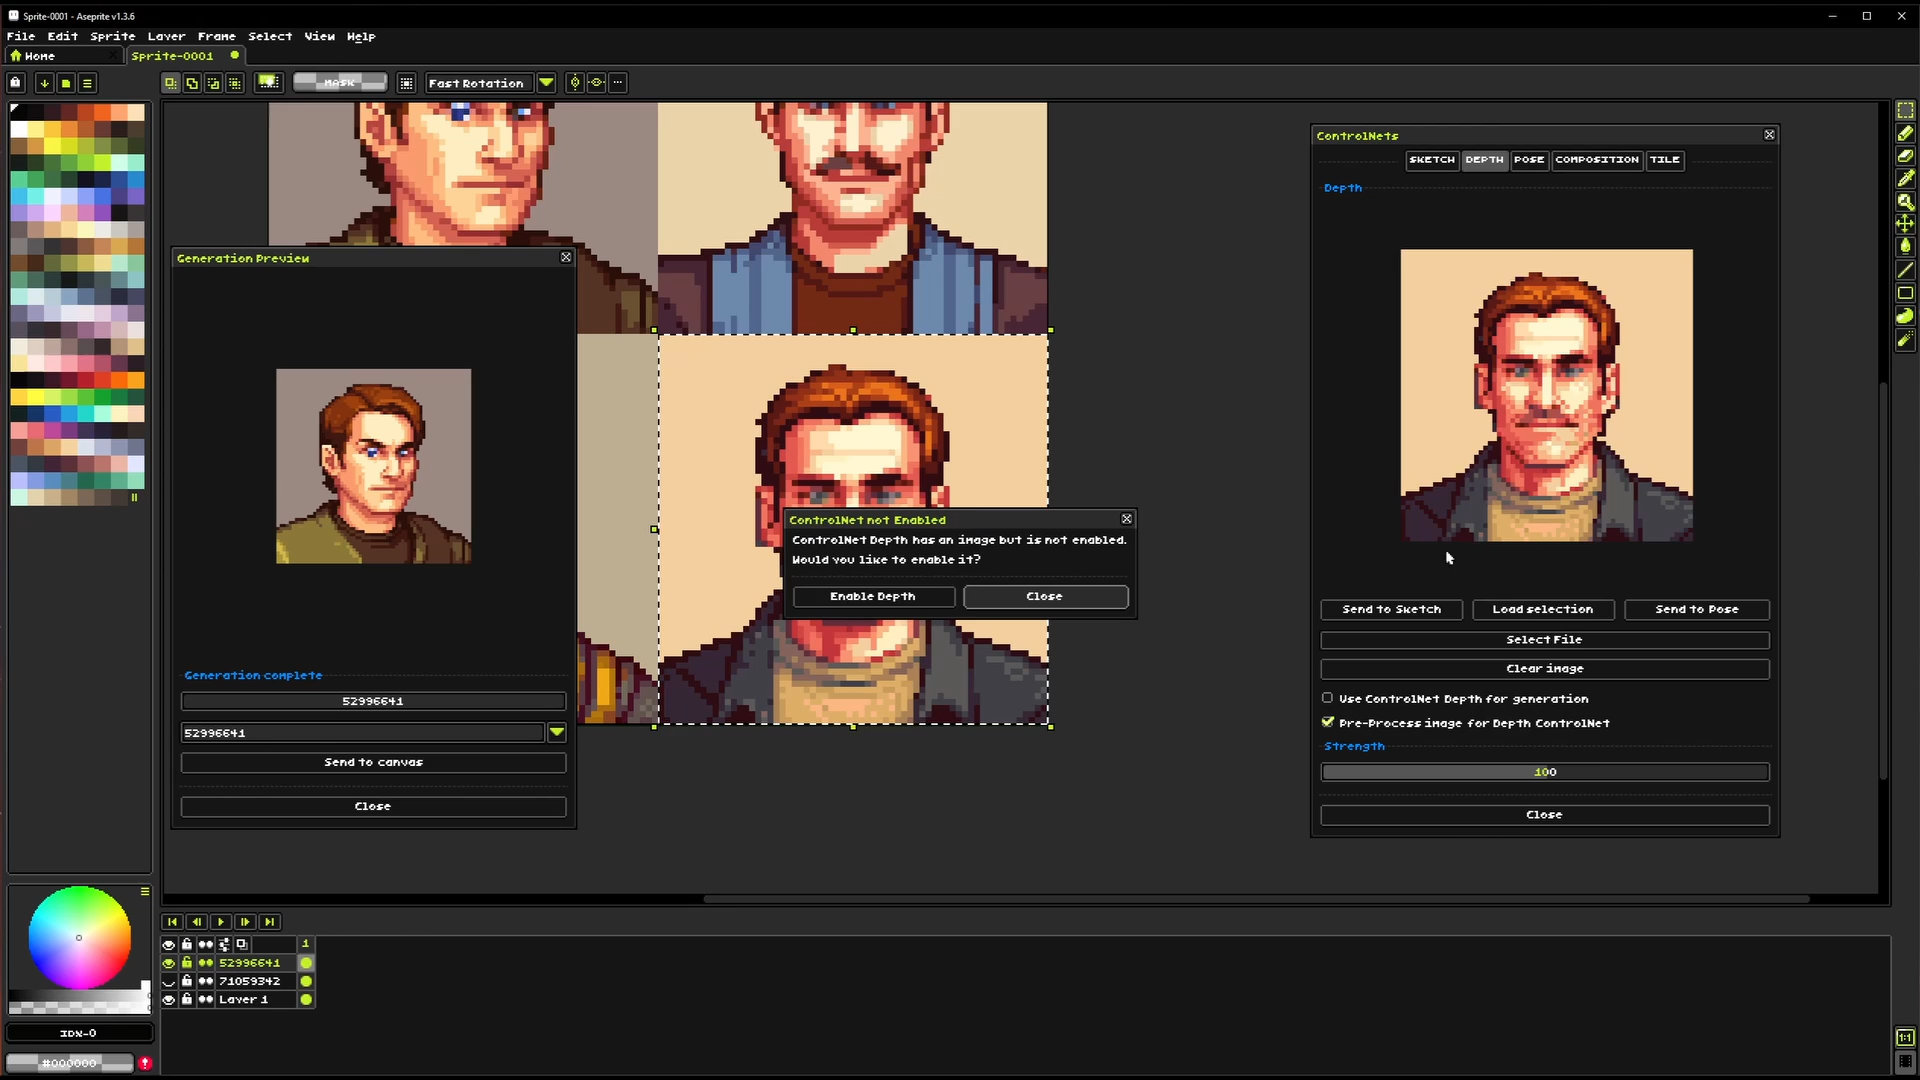 Sprite-0001 - Aseprite v1.3.6
File Edit Sprite Layer Frame Select View Help
Home
Sprite-0001
MASK
Fast Rotation
ControlNets
SKETCH DEPTH POSE COMPOSITION TILE
Depth
Generation Preview
ControlNet not Enabled
ControlNet Depth has an image but is not enabled.
Would you like to enable it?
Enable Depth
Close
Send to Sketch
Load selection
Send to Pose
Select File
Clear image
Use ControlNet Depth for generation
Pre-Process image for Depth ControlNet
Strength
100
Close
Generation complete
52996641
52996641
Send to canvas
Close
1
52996641
71059342
Layer 1
IDX-0
#000000
1:1